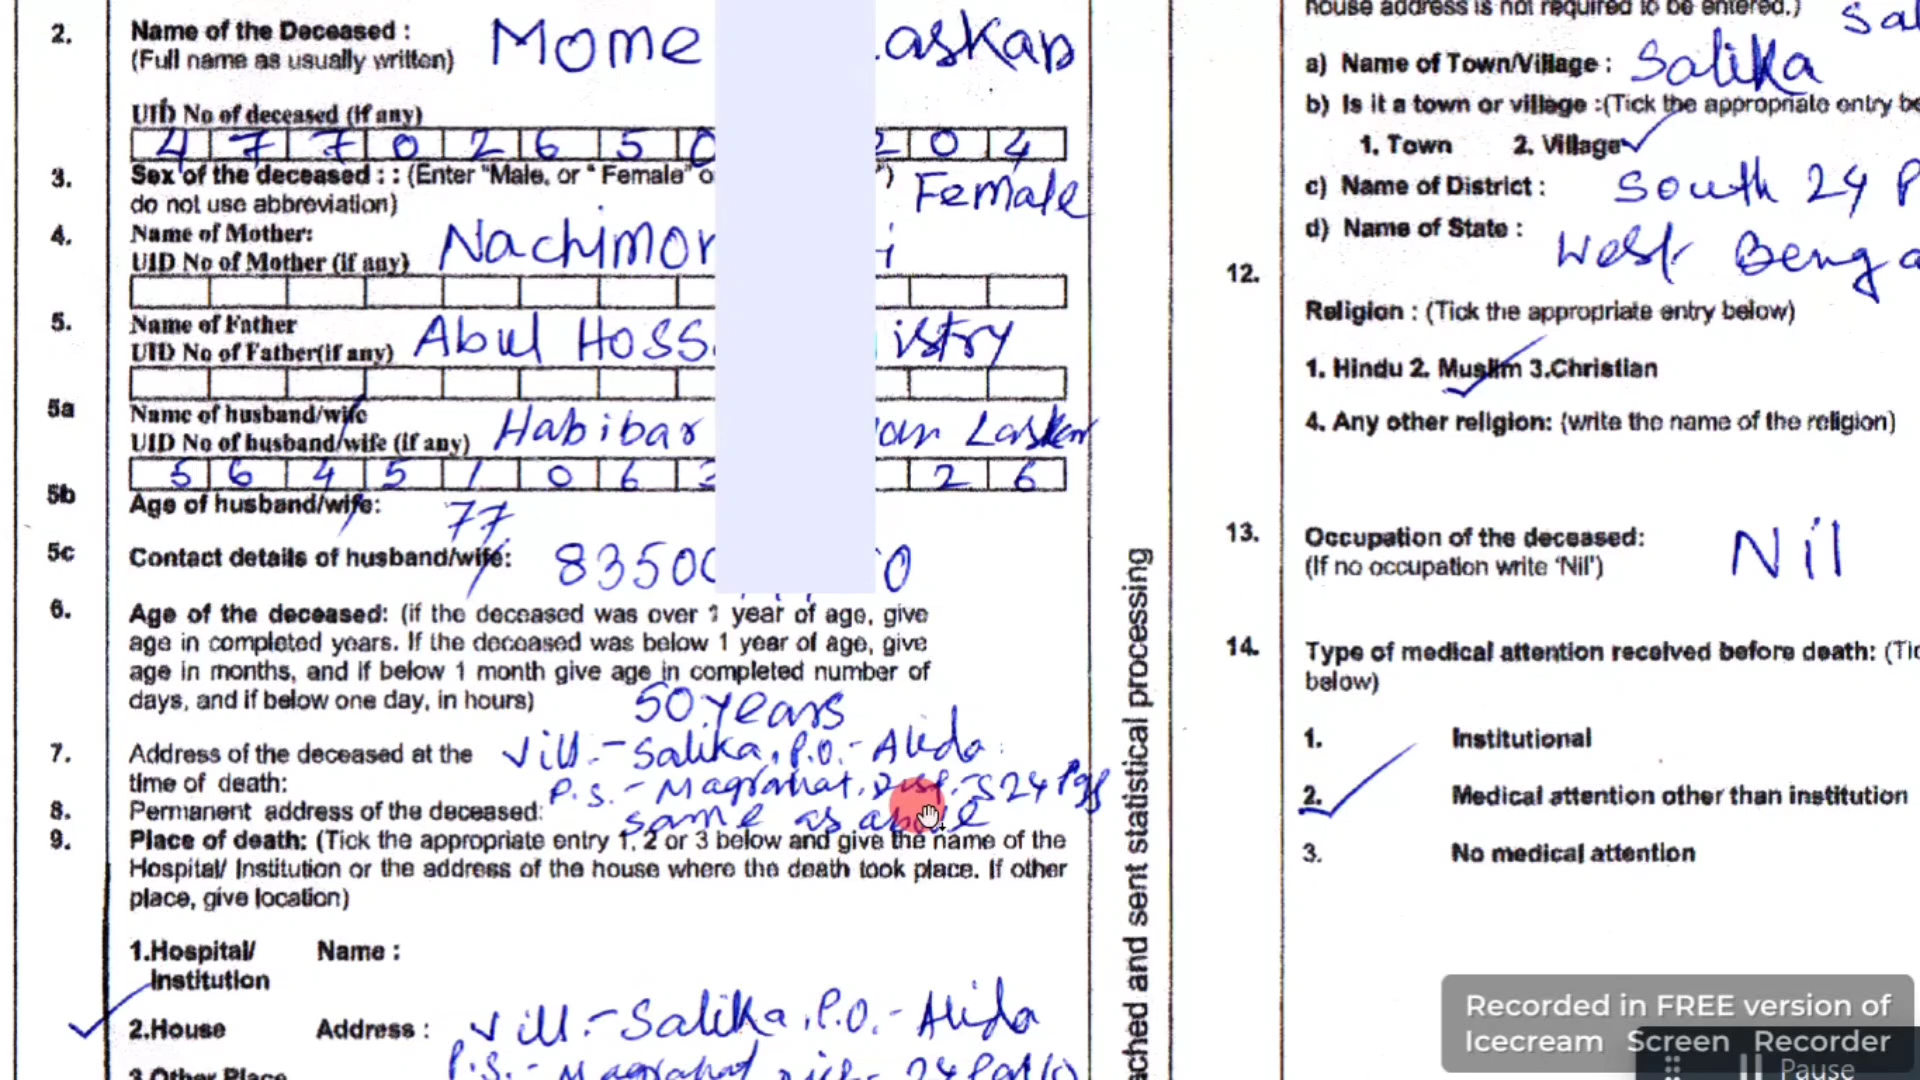 2. Name of the Deceased : Mome askar
(Full name as usually written)
UID No of deceased (if any)
4 7 7 0 2 6 5 0 2 0 4
3. Sex of the deceased : : (Enter "Male, or " Female" o ") Female
do not use abbreviation)
4. Name of Mother: Nachimon i
UID No of Mother (if any)
5. Name of Father Abul Hoss istry
UID No of Father(if any)
5a Name of husband/wife
UID No of husband/wife (if any) Habibar an Laskar
5 6 4 5 1 0 6 2 6
5b Age of husband/wife: 77
5c Contact details of husband/wife: 8350 0
6. Age of the deceased: (if the deceased was over 1 year of age, give
age in completed years. If the deceased was below 1 year of age, give
age in months, and if below 1 month give age in completed number of
days, and if below one day, in hours) 50 years
7. Address of the deceased at the Vill.- Salika, P.O.- Alida
time of death: P.S.- Magrahat, Dist.- S 24 Pgs
8. Permanent address of the deceased: same as above
9. Place of death: (Tick the appropriate entry 1, 2 or 3 below and give the name of the
Hospital/ Institution or the address of the house where the death took place. If other
place, give location)
1.Hospital/ Name :
Institution
2.House Address : Vill.- Salika, P.O.- Alida
3.Other Place P.S.- Magrahat
ached and sent statistical processing
house address is not required to be entered.)
Sal
a) Name of Town/Village : Salika
b) Is it a town or village :(Tick the appropriate entry be
1. Town 2. Village
c) Name of District : South 24 P
d) Name of State : West Benga
12.
Religion : (Tick the appropriate entry below)
1. Hindu 2. Muslim 3.Christian
4. Any other religion: (write the name of the religion)
13. Occupation of the deceased: Nil
(If no occupation write 'Nil')
14. Type of medical attention received before death: (Tic
below)
1. Institutional
2. Medical attention other than institution
3. No medical attention
Recorded in FREE version of
Icecream Screen Recorder
Pause